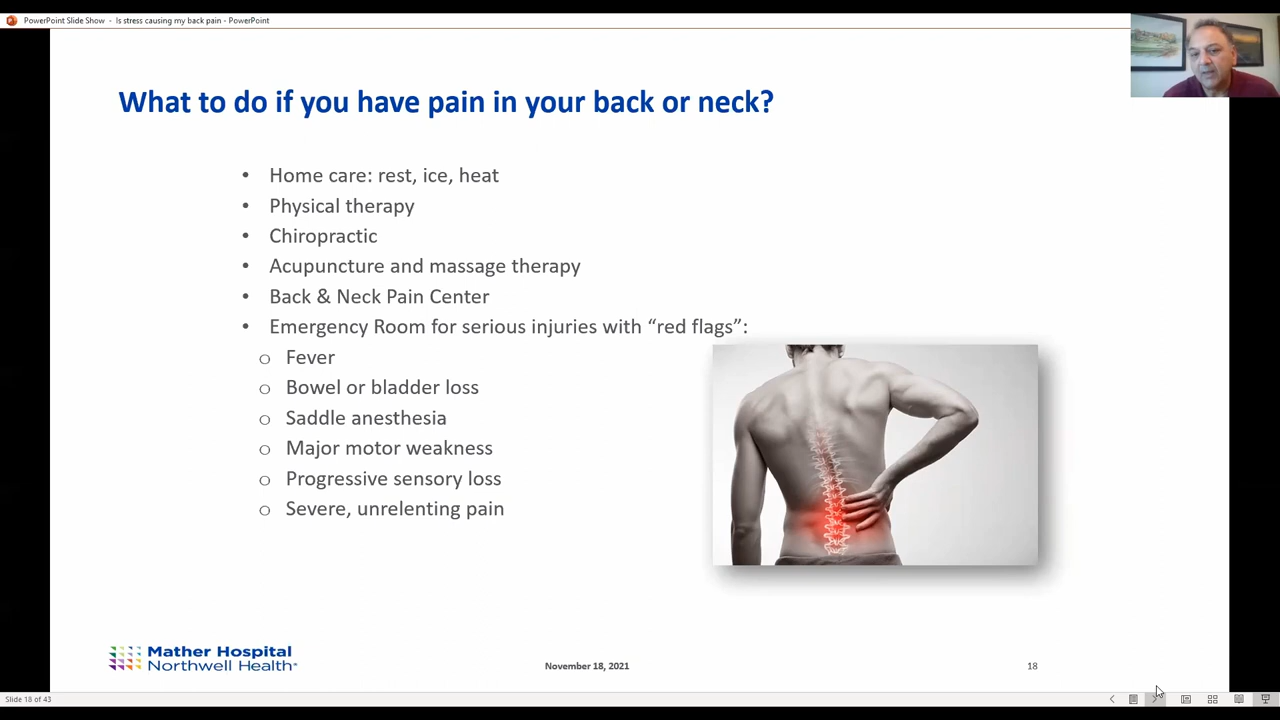 PowerPoint Slide Show - Is stress causing my back pain - PowerPoint
What to do if you have pain in your back or neck?
• Home care: rest, ice, heat
• Physical therapy
• Chiropractic
• Acupuncture and massage therapy
• Back & Neck Pain Center
• Emergency Room for serious injuries with “red flags”:
o Fever
o Bowel or bladder loss
o Saddle anesthesia
o Major motor weakness
o Progressive sensory loss
o Severe, unrelenting pain
Mather Hospital
Northwell Health®
November 18, 2021
18
Slide 18 of 43